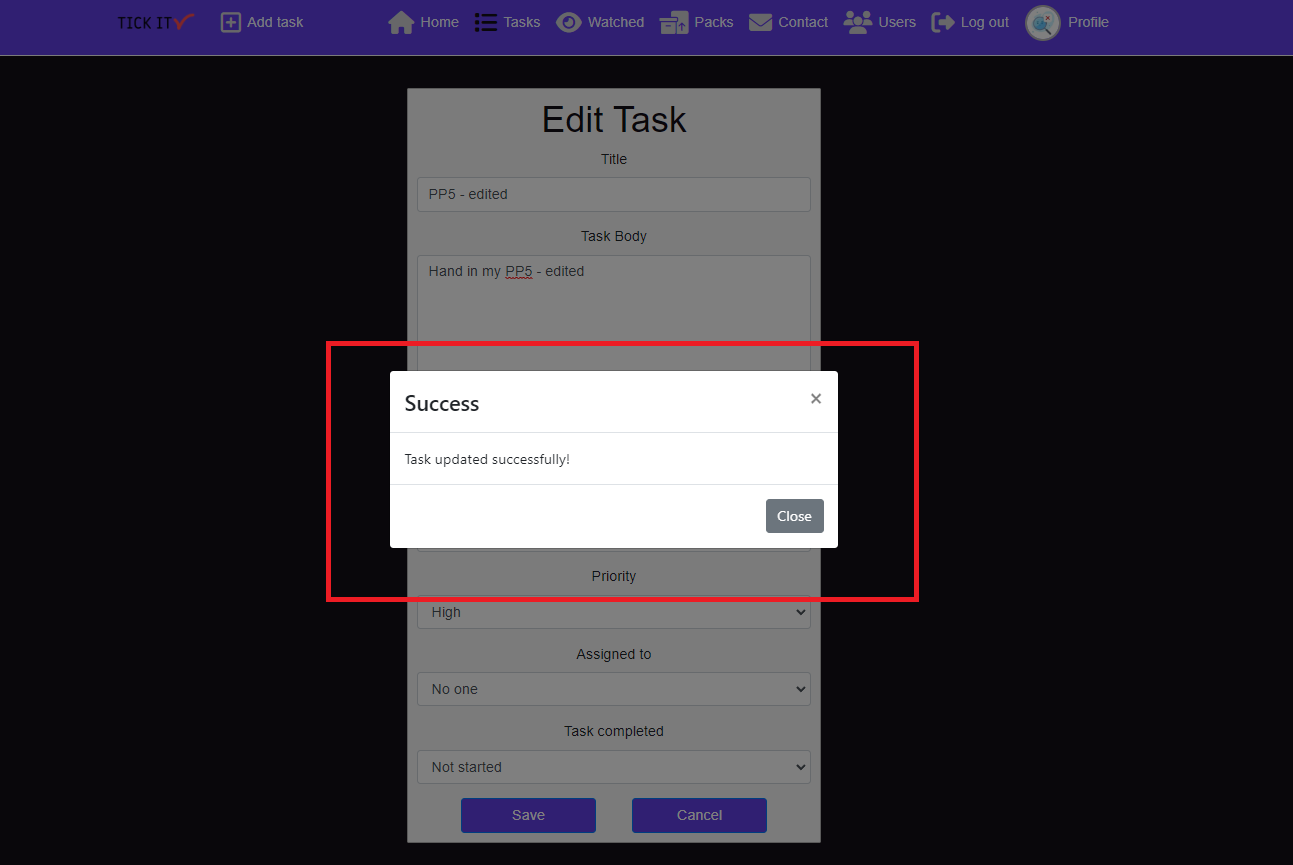 TICK IT
Add task
Home
Tasks
Watched
Packs
Contact
Users
Log out
Profile
Edit Task
Title
PP5 - edited
Task Body
Hand in my PP5 - edited
Success
×
Task updated successfully!
Close
Priority
High
Assigned to
No one
Task completed
Not started
Save
Cancel